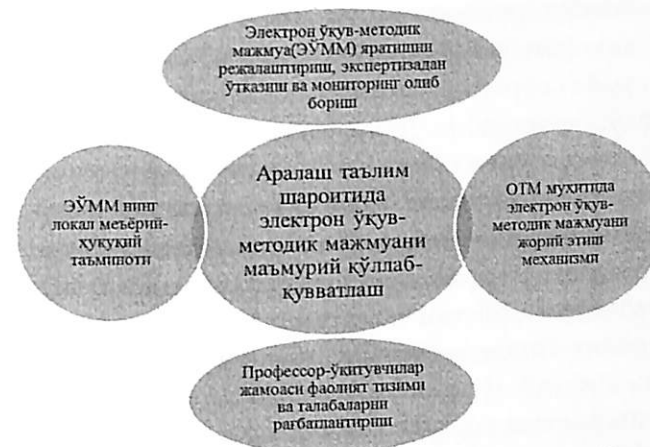 Электрон ўқув-методик
мажмуа(ЭЎММ) яратишни
режалаштириш, экспертизадан
ўтказиш ва мониторинг олиб
бориш
ЭЎММ нинг
локал меъёрий-
ҳуқуқий
таъминоти
Аралаш таълим
шароитида
электрон ўқув-
методик мажмуани
маъмурий қўллаб-
қувватлаш
ОТМ муҳитида
электрон ўқув-
методик мажмуани
жорий этиш
механизми
Профессор-ўқитувчилар
жамоаси фаолият тизими
ва талабаларни
рағбатлантириш